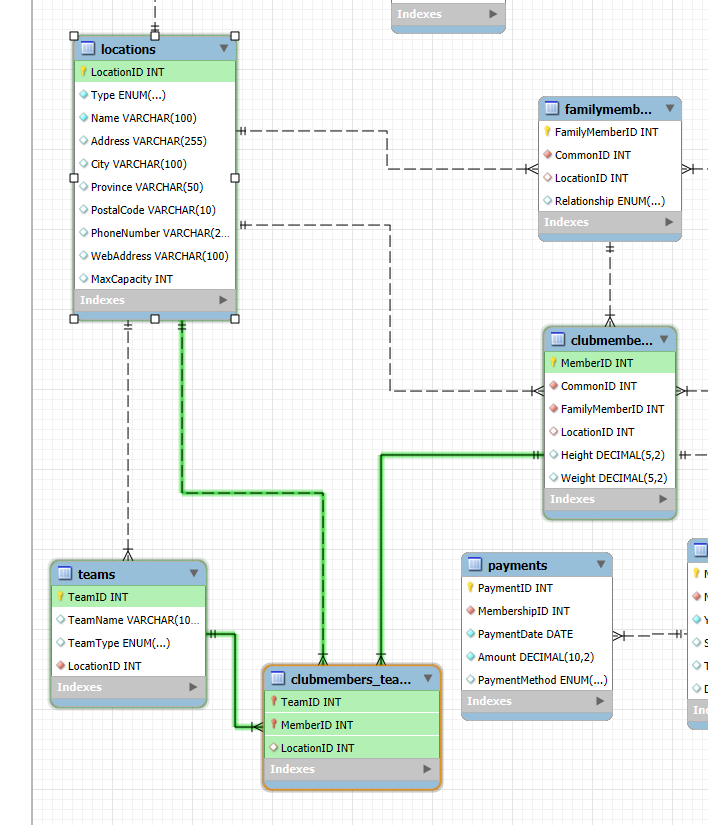 Indexes
locations
LocationID INT
Type ENUM(...)
Name VARCHAR(100)
Address VARCHAR(255)
City VARCHAR(100)
Province VARCHAR(50)
PostalCode VARCHAR(10)
PhoneNumber VARCHAR(2...
WebAddress VARCHAR(100)
MaxCapacity INT
Indexes
familymemb...
FamilyMemberID INT
CommonID INT
LocationID INT
Relationship ENUM(...)
Indexes
clubmembe...
MemberID INT
CommonID INT
FamilyMemberID INT
LocationID INT
Height DECIMAL(5,2)
Weight DECIMAL(5,2)
Indexes
teams
TeamID INT
TeamName VARCHAR(10...
TeamType ENUM(...)
LocationID INT
Indexes
payments
PaymentID INT
MembershipID INT
PaymentDate DATE
Amount DECIMAL(10,2)
PaymentMethod ENUM(...)
Indexes
clubmembers_tea...
TeamID INT
MemberID INT
LocationID INT
Indexes